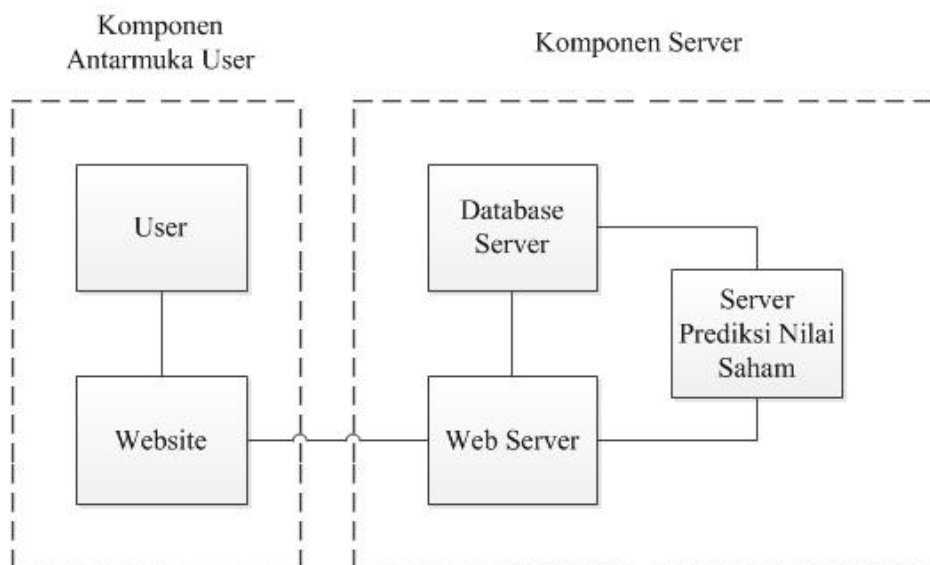 Komponen
Antarmuka User
Komponen Server
User
Website
Database
Server
Web Server
Server
Prediksi Nilai
Saham